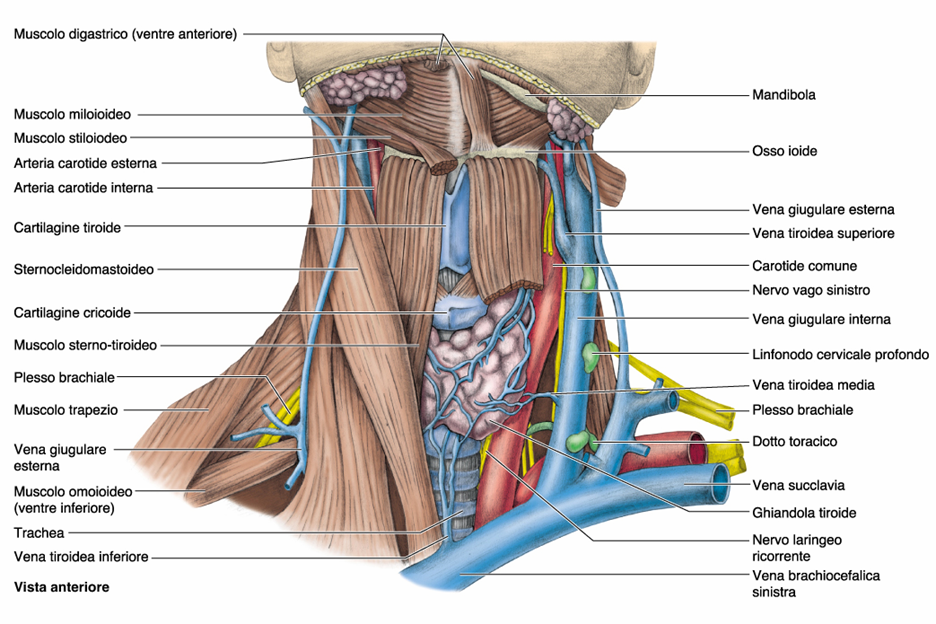 Muscolo digastrico (ventre anteriore)
Muscolo miloioideo
Muscolo stiloiodeo
Arteria carotide esterna
Arteria carotide interna
Cartilagine tiroide
Sternocleidomastoideo
Cartilagine cricoide
Muscolo sterno-tiroideo
Plesso brachiale
Muscolo trapezio
Vena giugulare
esterna
Muscolo omoioideo
(ventre inferiore)
Trachea
Vena tiroidea inferiore
Vista anteriore
Mandibola
Osso ioide
Vena giugulare esterna
Vena tiroidea superiore
Carotide comune
Nervo vago sinistro
Vena giugulare interna
Linfonodo cervicale profondo
Vena tiroidea media
Plesso brachiale
Dotto toracico
Vena succlavia
Ghiandola tiroide
Nervo laringeo
ricorrente
Vena brachiocefalica
sinistra